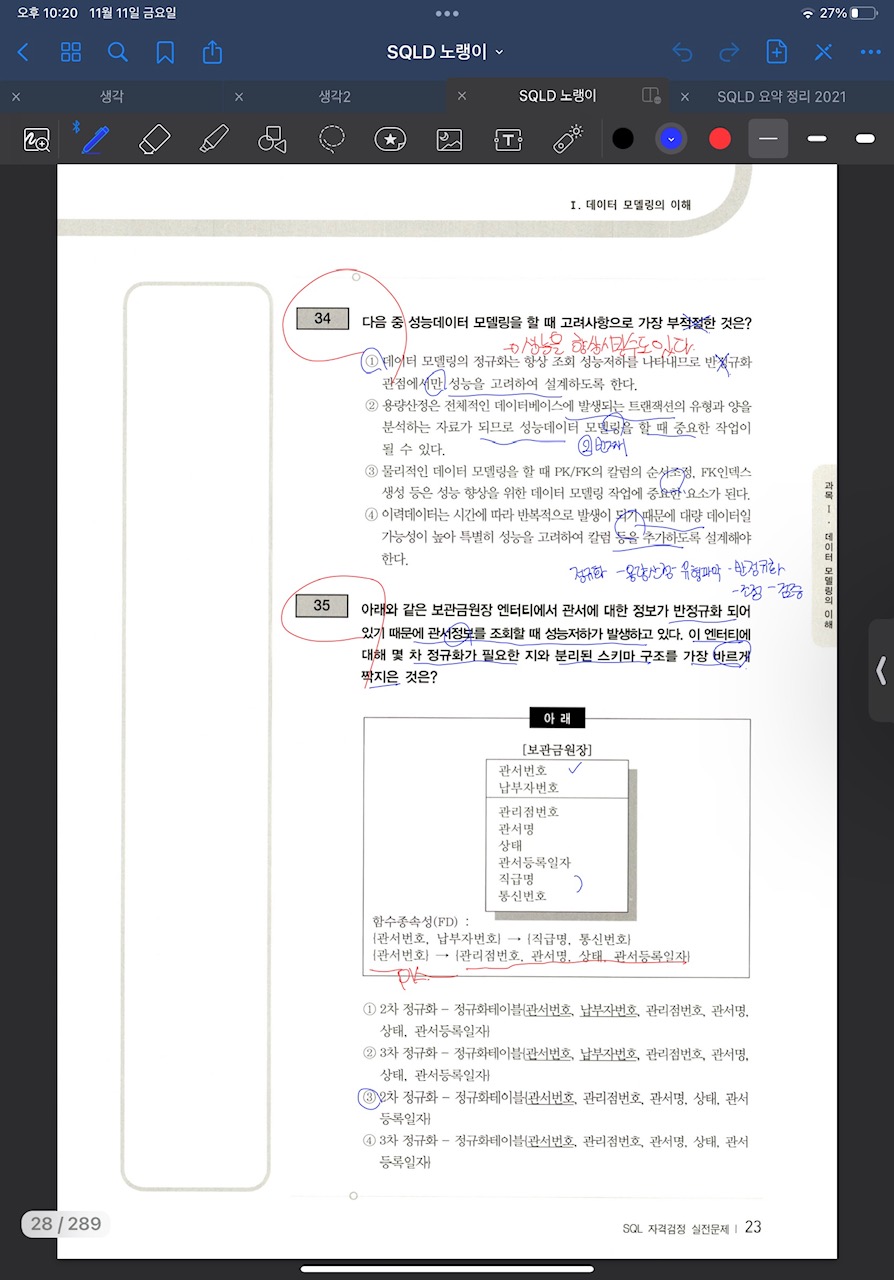 오후 10:20 11월 11일 금요일
27%
SQLD 노랭이
생각
생각2
SQLD 노랭이
SQLD 요약 정리 2021
I. 데이터 모델링의 이해
34
다음 중 성능데이터 모델링을 할 때 고려사항으로 가장 부적절한 것은?
성능을 향상시킬수도있다
① 데이터 모델링의 정규화는 항상 조회 성능저하를 나타내므로 반정규화
관점에서만 성능을 고려하여 설계하도록 한다.
② 용량산정은 전체적인 데이터베이스에 발생되는 트랜잭션의 유형과 양을
분석하는 자료가 되므로 성능데이터 모델링을 할 때 중요한 작업이
될 수 있다.
②번째
③ 물리적인 데이터 모델링을 할 때 PK/FK의 칼럼의 순서조정, FK인덱스
생성 등은 성능 향상을 위한 데이터 모델링 작업에 중요한 요소가 된다.
④ 이력데이터는 시간에 따라 반복적으로 발생이 되기 때문에 대량 데이터일
가능성이 높아 특별히 성능을 고려하여 칼럼 등을 추가하도록 설계해야
한다.
정규화 - 용량산정 유형파악 - 반정규화
- 조정 - 검증
과목 I · 데이터 모델링의 이해
35
아래와 같은 보관금원장 엔터티에서 관서에 대한 정보가 반정규화 되어
있기 때문에 관서정보를 조회할 때 성능저하가 발생하고 있다. 이 엔터티에
대해 몇 차 정규화가 필요한 지와 분리된 스키마 구조를 가장 바르게
짝지은 것은?
아 래
[보관금원장]
관서번호
납부자번호
관리점번호
관서명
상태
관서등록일자
직급명
통신번호
함수종속성(FD) :
{관서번호, 납부자번호} → {직급명, 통신번호}
{관서번호} → {관리점번호, 관서명, 상태, 관서등록일자}
PK
① 2차 정규화 – 정규화테이블{관서번호, 납부자번호, 관리점번호, 관서명,
상태, 관서등록일자}
② 3차 정규화 – 정규화테이블{관서번호, 납부자번호, 관리점번호, 관서명,
상태, 관서등록일자}
③ 2차 정규화 – 정규화테이블{관서번호, 관리점번호, 관서명, 상태, 관서
등록일자}
④ 3차 정규화 – 정규화테이블{관서번호, 관리점번호, 관서명, 상태, 관서
등록일자}
28 / 289
SQL 자격검정 실전문제 | 23